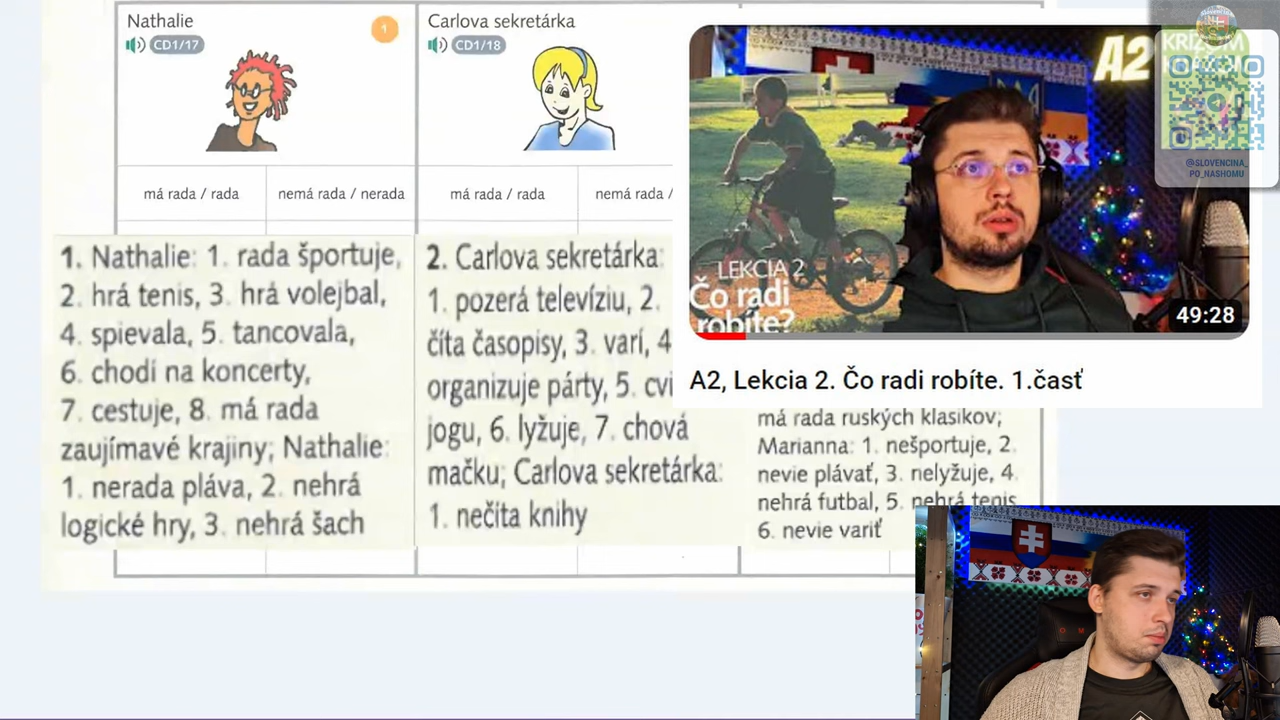 Nathalie
1
CD1/17
Carlova sekretárka
CD1/18
má rada / rada
nemá rada / nerada
má rada / rada
nemá rada /
1. Nathalie: 1. rada športuje,
2. hrá tenis, 3. hrá volejbal,
4. spievala, 5. tancovala,
6. chodí na koncerty,
7. cestuje, 8. má rada
zaujímavé krajiny; Nathalie:
1. nerada pláva, 2. nehrá
logické hry, 3. nehrá šach
2. Carlova sekretárka:
1. pozerá televíziu, 2.
číta časopisy, 3. varí, 4
organizuje párty, 5. cvi
jogu, 6. lyžuje, 7. chová
mačku; Carlova sekretárka:
1. nečíta knihy
A2
LEKCIA 2
Čo radi
robíte?
49:28
A2, Lekcia 2. Čo radi robíte. 1.časť
má rada ruských klasikov;
Marianna: 1. nešportuje, 2.
nevie plávať, 3. nelyžuje, 4.
nehrá futbal, 5. nehrá tenis
6. nevie variť
@SLOVENCINA_
PO_NASHOMU